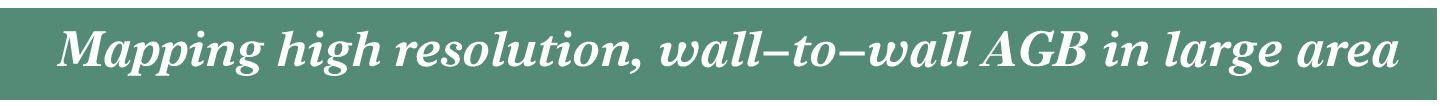 Mapping high resolution, wall–to–wall AGB in large area